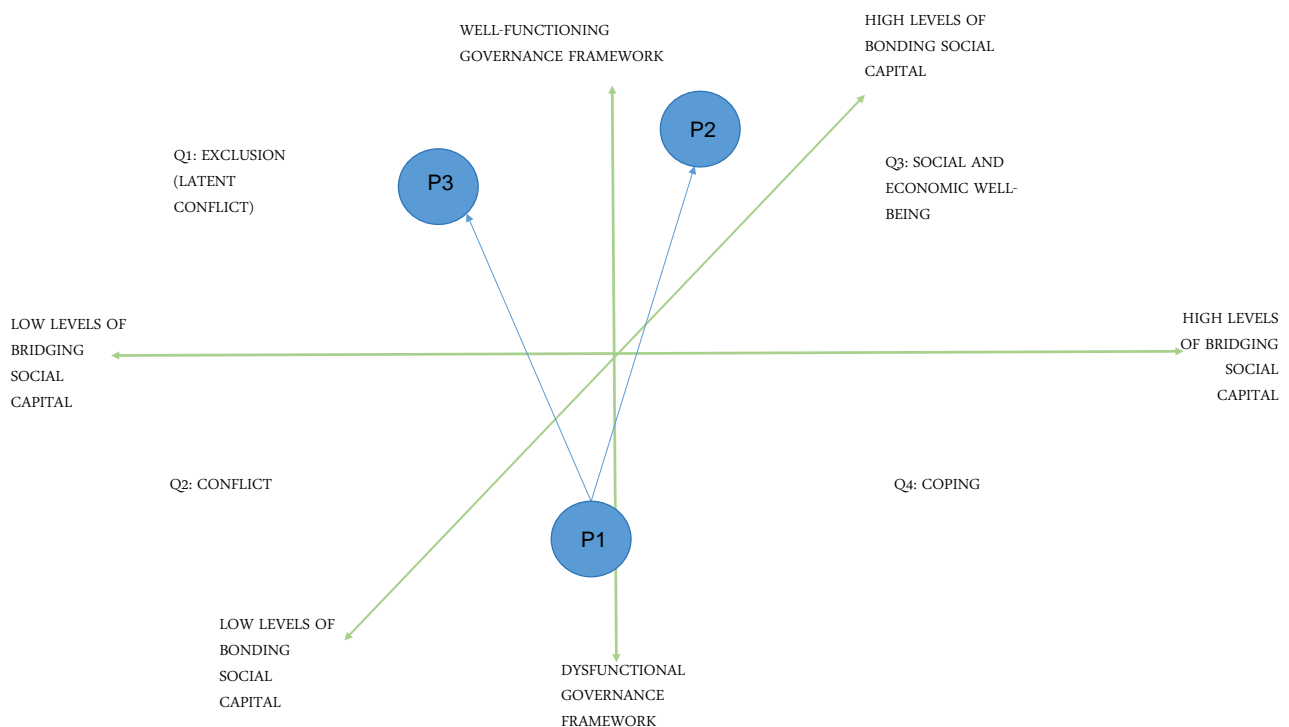 WELL-FUNCTIONING
GOVERNANCE FRAMEWORK
HIGH LEVELS OF
BONDING SOCIAL
CAPITAL
P2
Q1: EXCLUSION
(LATENT
CONFLICT)
P3
Q3: SOCIAL AND
ECONOMIC WELL-
BEING
LOW LEVELS OF
BRIDGING
SOCIAL
CAPITAL
HIGH LEVELS
OF BRIDGING
SOCIAL
CAPITAL
Q2: CONFLICT
Q4: COPING
P1
LOW LEVELS OF
BONDING
SOCIAL
CAPITAL
DYSFUNCTIONAL
GOVERNANCE
FRAMEWORK